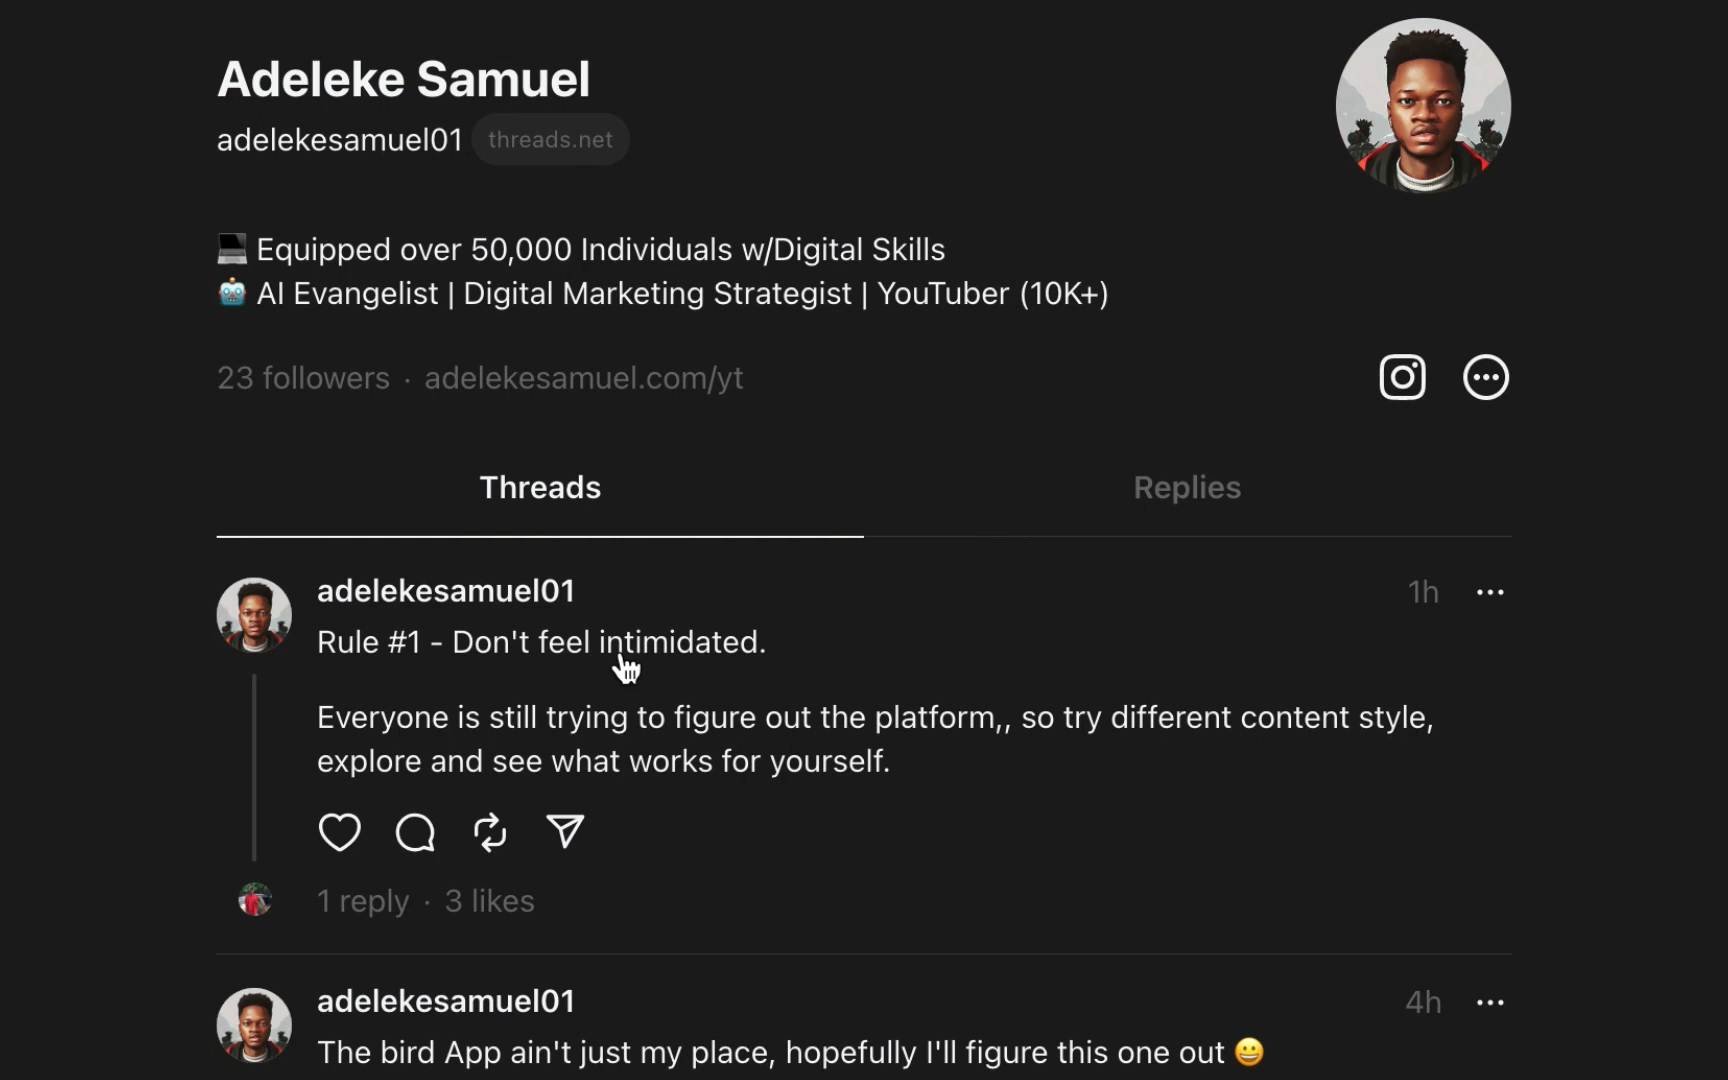 Adeleke Samuel
adelekesamuel01 threads.net
💻 Equipped over 50,000 Individuals w/Digital Skills
🤖 AI Evangelist | Digital Marketing Strategist | YouTuber (10K+)
23 followers · adelekesamuel.com/yt
Threads
Replies
adelekesamuel01
1h
Rule #1 - Don't feel intimidated.
Everyone is still trying to figure out the platform,, so try different content style,
explore and see what works for yourself.
1 reply · 3 likes
adelekesamuel01
4h
The bird App ain't just my place, hopefully I'll figure this one out 😀